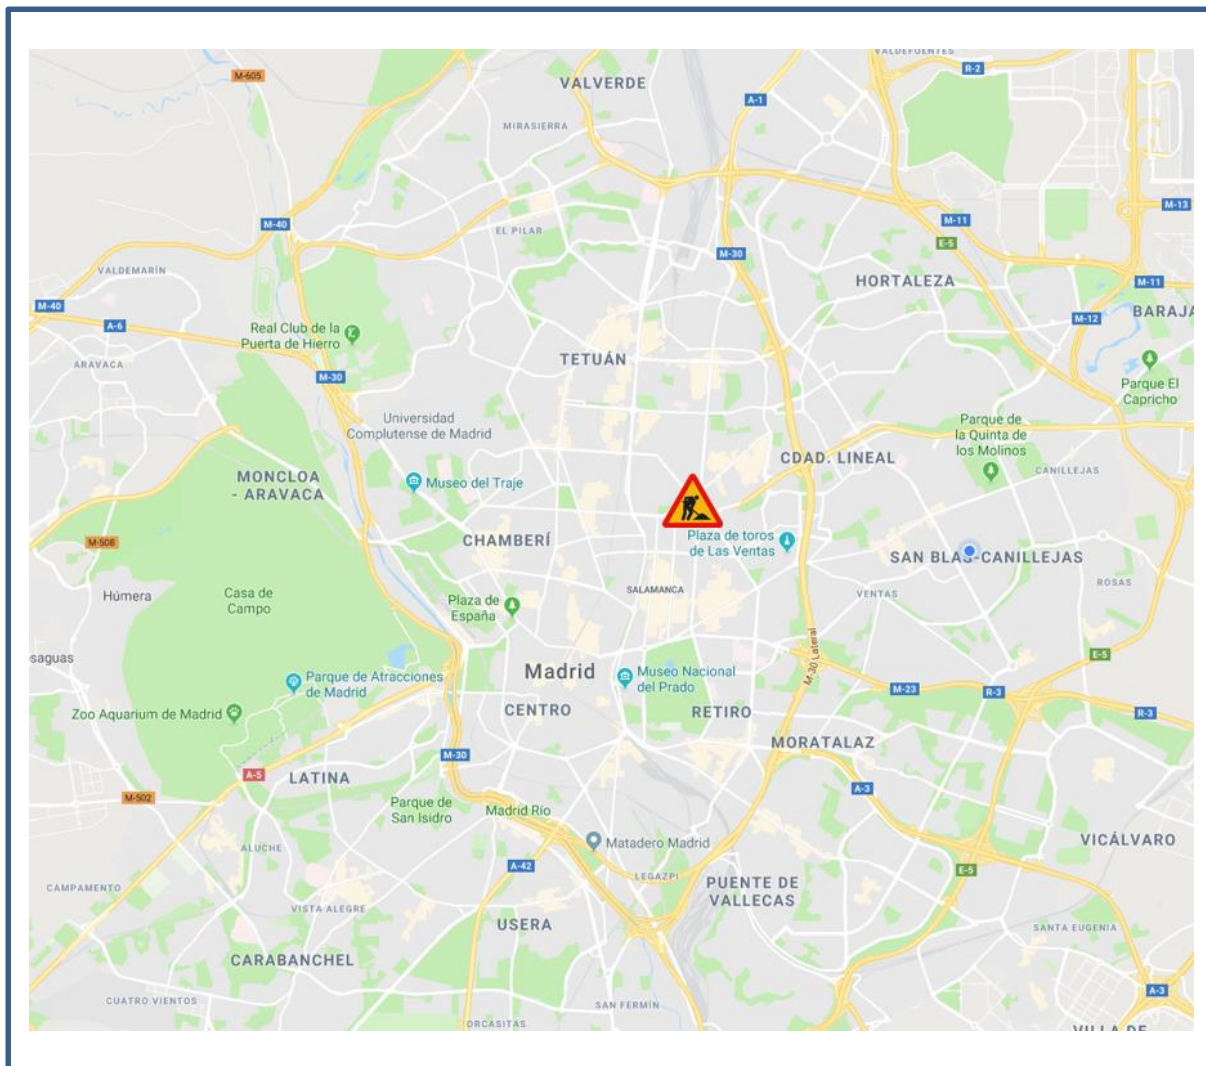 VALDEFUENTES
M-605
R-2
VALVERDE
A-1
MIRASIERRA
M-13
M-40
M-11
EL PILAR
E-5
M-30
VALDEMARÍN
HORTALEZA
M-11
M-40
BARAJA
M-12
A-6
Real Club de la
Puerta de Hierro
TETUÁN
ARAVACA
M-30
Parque El
Capricho
Universidad
Complutense de Madrid
Parque de
la Quinta de
los Molinos
CDAD. LINEAL
CANILLEJAS
MONCLOA
- ARAVACA
Museo del Traje
Plaza de toros
de Las Ventas
M-508
CHAMBERÍ
SAN BLAS-CANILLEJAS
ROSAS
Húmera
Casa de
Campo
SALAMANCA
VENTAS
Plaza de
España
M-30 Lateral
saguas
E-5
Parque de Atracciones
de Madrid
Madrid
Museo Nacional
del Prado
M-23
R-3
Zoo Aquarium de Madrid
CENTRO
RETIRO
R-3
MORATALAZ
M-30
A-5
LATINA
A-3
M-502
Parque de
San Isidro
Madrid Río
Matadero Madrid
VICÁLVARO
ALUCHE
A-42
LEGAZPI
E-5
CAMPAMENTO
PUENTE DE
VALLECAS
VISTA ALEGRE
USERA
SANTA EUGENIA
CARABANCHEL
A-3
CUATRO VIENTOS
SAN FERMÍN
ORCASITAS
VILLA DE